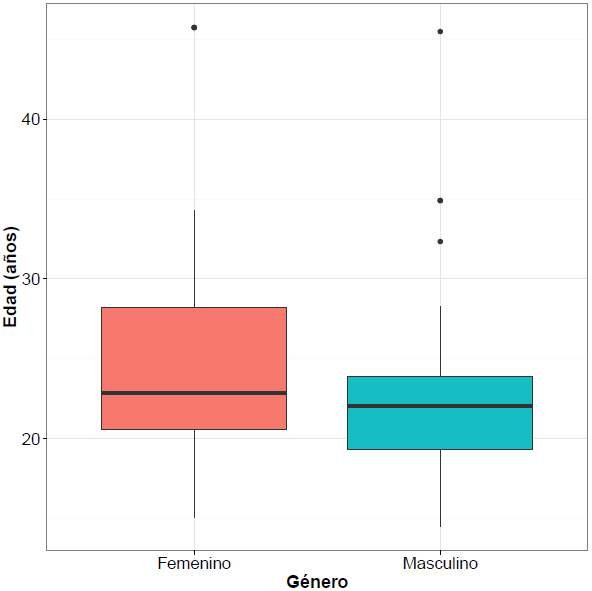 40
30
20
Edad (años)
Femenino
Masculino
Género